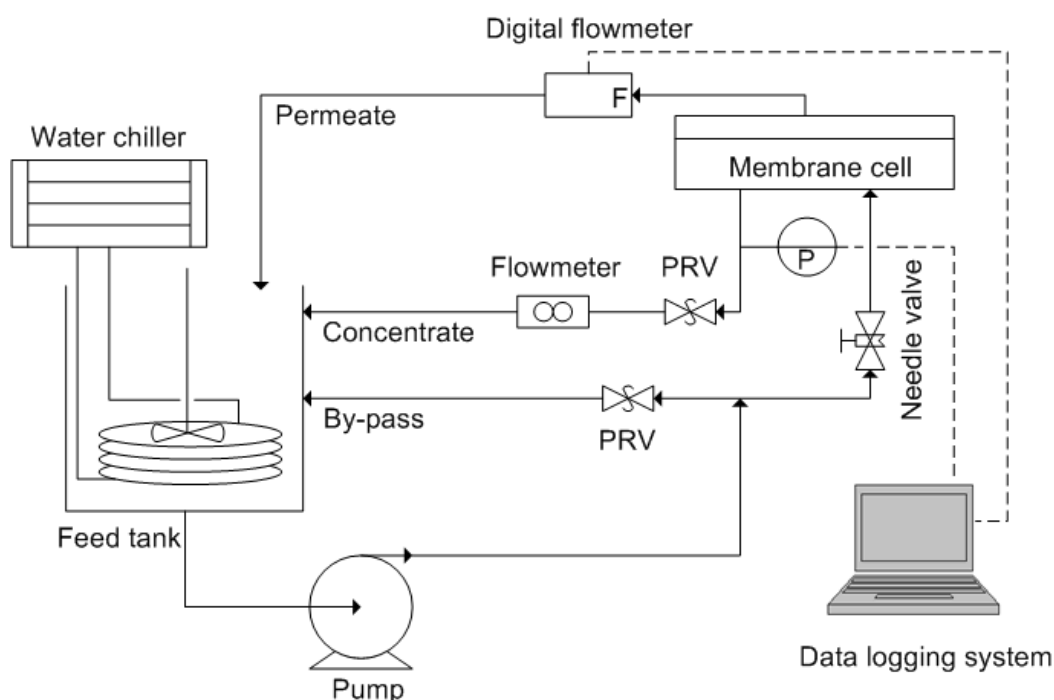 Digital flowmeter
F
Permeate
Water chiller
Membrane cell
P
Flowmeter
PRV
Concentrate
Needle valve
By-pass
PRV
Feed tank
Pump
Data logging system